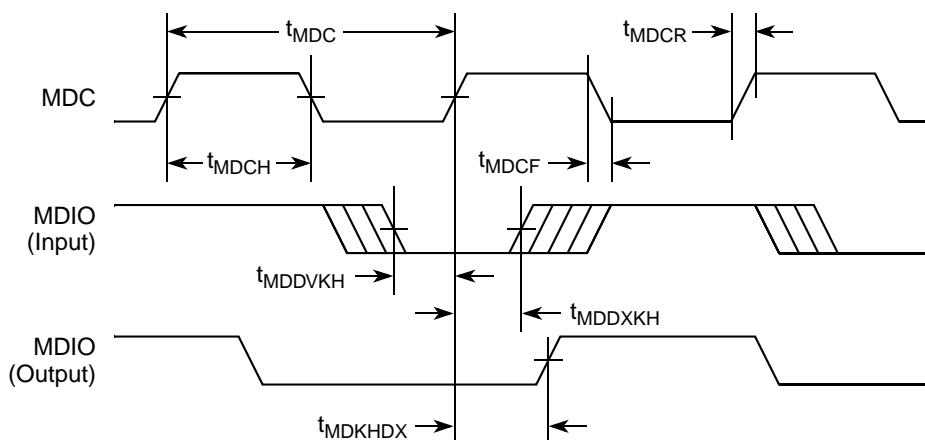 tMDC
tMDCR
MDC
tMDCH
tMDCF
MDIO
(Input)
tMDDVKH
tMDDXKH
MDIO
(Output)
tMDKHDX